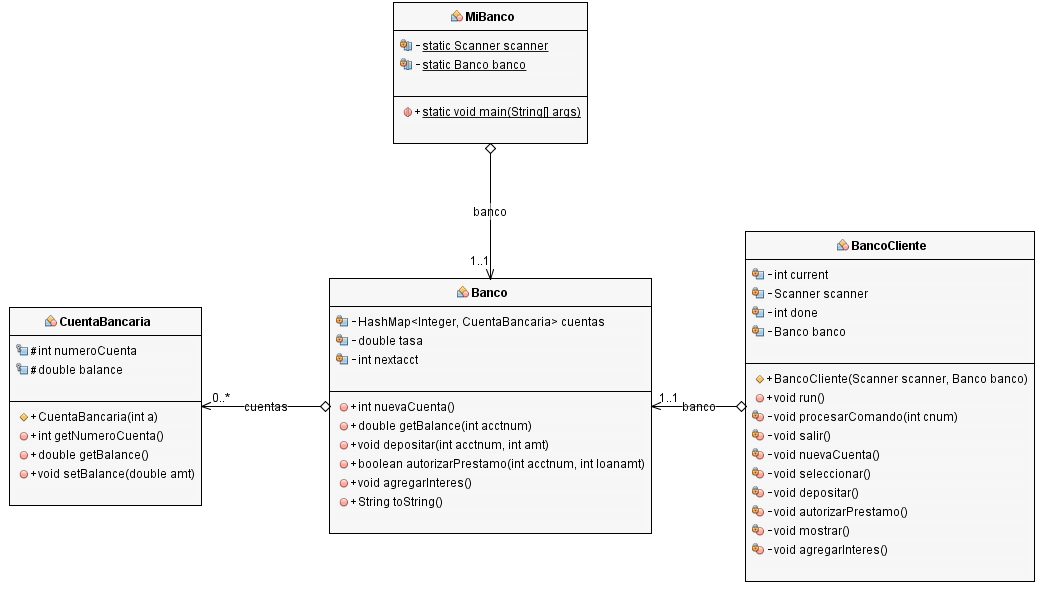 MiBanco
- static Scanner scanner
- static Banco banco
+ static void main(String[] args)
banco
1..1
CuentaBancaria
# int numeroCuenta
# double balance
+ CuentaBancaria(int a)
+ int getNumeroCuenta()
+ double getBalance()
+ void setBalance(double amt)
0..*
cuentas
Banco
- HashMap<Integer, CuentaBancaria> cuentas
- double tasa
- int nextacct
+ int nuevaCuenta()
+ double getBalance(int acctnum)
+ void depositar(int acctnum, int amt)
+ boolean autorizarPrestamo(int acctnum, int loanamt)
+ void agregarInteres()
+ String toString()
1..1
banco
BancoCliente
- int current
- Scanner scanner
- int done
- Banco banco
+ BancoCliente(Scanner scanner, Banco banco)
+ void run()
- void procesarComando(int cnum)
- void salir()
- void nuevaCuenta()
- void seleccionar()
- void depositar()
- void autorizarPrestamo()
- void mostrar()
- void agregarInteres()